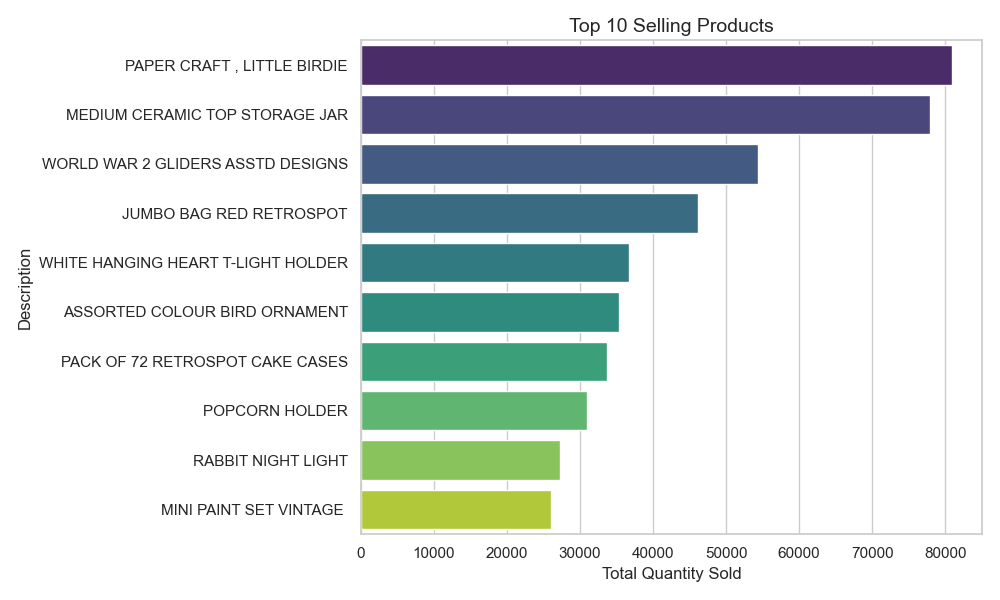 Top 10 Selling Products
Description
PAPER CRAFT , LITTLE BIRDIE
MEDIUM CERAMIC TOP STORAGE JAR
WORLD WAR 2 GLIDERS ASSTD DESIGNS
JUMBO BAG RED RETROSPOT
WHITE HANGING HEART T-LIGHT HOLDER
ASSORTED COLOUR BIRD ORNAMENT
PACK OF 72 RETROSPOT CAKE CASES
POPCORN HOLDER
RABBIT NIGHT LIGHT
MINI PAINT SET VINTAGE
0 10000 20000 30000 40000 50000 60000 70000 80000
Total Quantity Sold